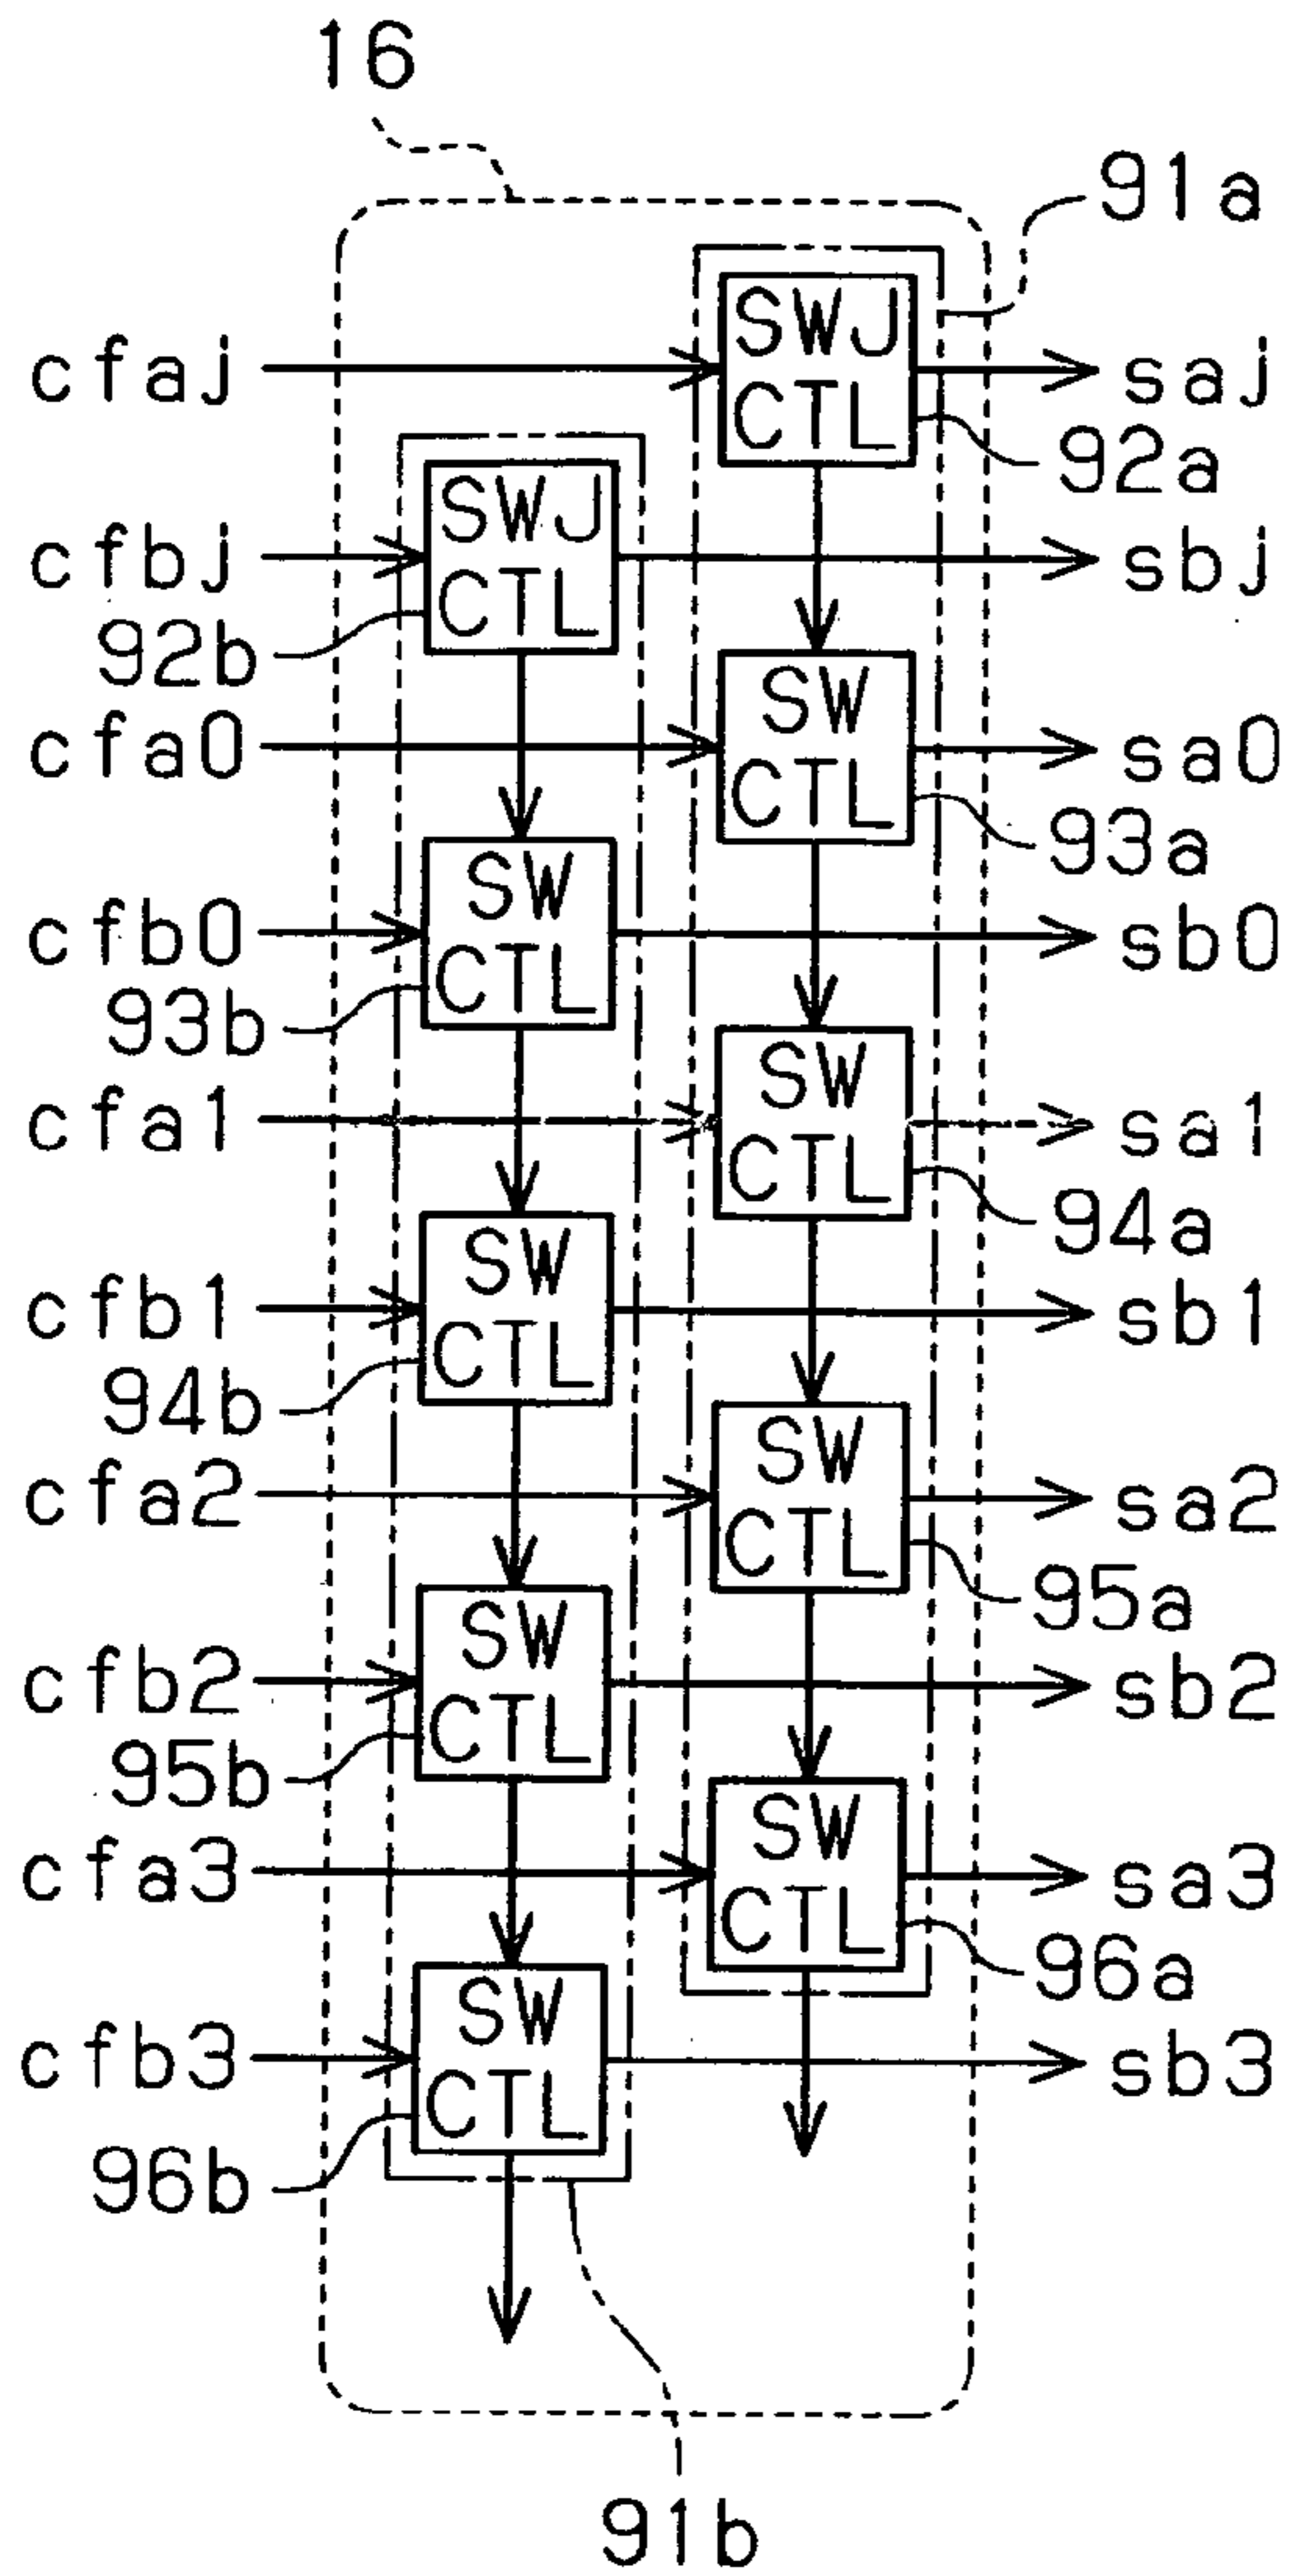 16
91a
SWJ
cfaj
saj
CTL
92a
SWJ
cfbj
sbj
CTL
92b
SW
cfa0
sa0
CTL
93a
SW
cfb0
sb0
CTL
93b
SW
cfa1
sa1
CTL
94a
SW
cfb1
sb1
CTL
94b
SW
cfa2
sa2
CTL
95a
SW
cfb2
sb2
CTL
95b
SW
cfa3
sa3
CTL
96a
SW
cfb3
sb3
CTL
96b
91b